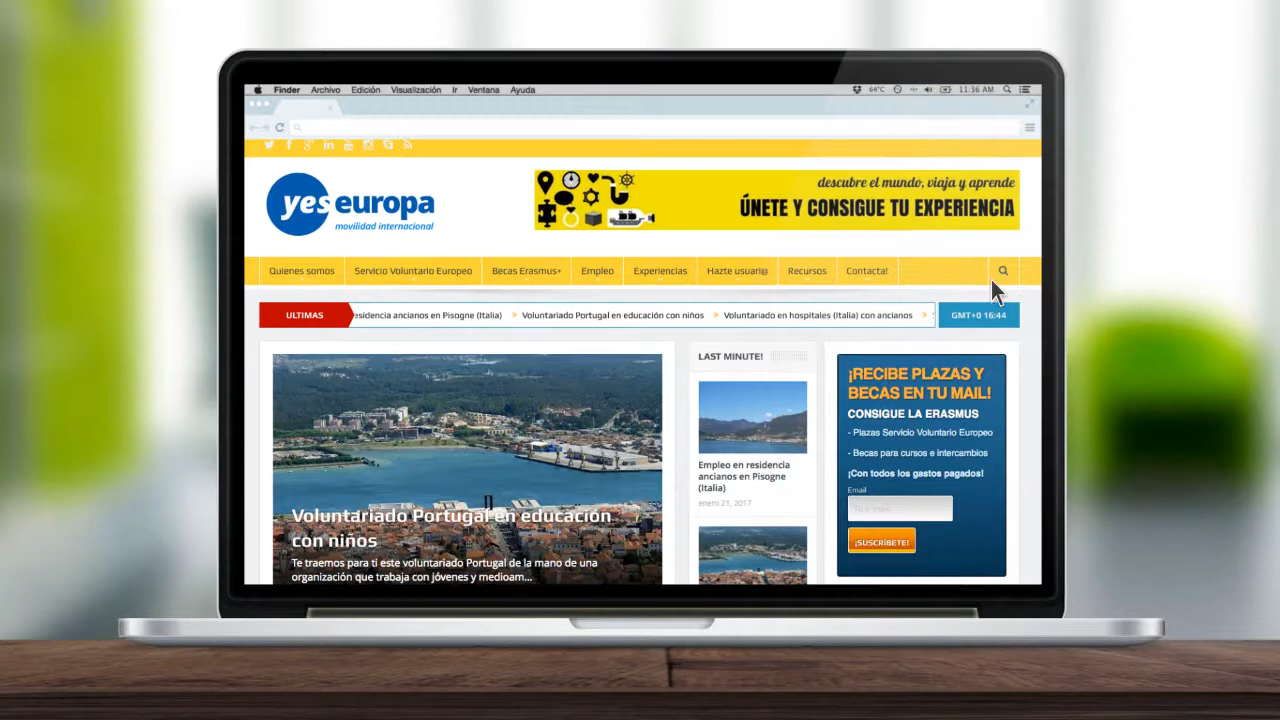 Finder Archivo Edición Visualización Ir Ventana Ayuda
64°C 11:36 AM
yeseuropa
movilidad internacional
descubre el mundo, viaja y aprende
ÚNETE Y CONSIGUE TU EXPERIENCIA
Quienes somos Servicio Voluntario Europeo Becas Erasmus+ Empleo Experiencias Hazte usuari@ Recursos Contacta!
ULTIMAS esidencia ancianos en Pisogne (Italia) Voluntariado Portugal en educación con niños Voluntariado en hospitales (Italia) con ancianos GMT+0 16:44
Voluntariado Portugal en educación
con niños
Te traemos para ti este voluntariado Portugal de la mano de una
organización que trabaja con jóvenes y medioam...
LAST MINUTE!
Empleo en residencia
ancianos en Pisogne
(Italia)
enero 21, 2017
¡RECIBE PLAZAS Y
BECAS EN TU MAIL!
CONSIGUE LA ERASMUS
- Plazas Servicio Voluntario Europeo
- Becas para cursos e intercambios
¡Con todos los gastos pagados!
Email
¡SUSCRÍBETE!